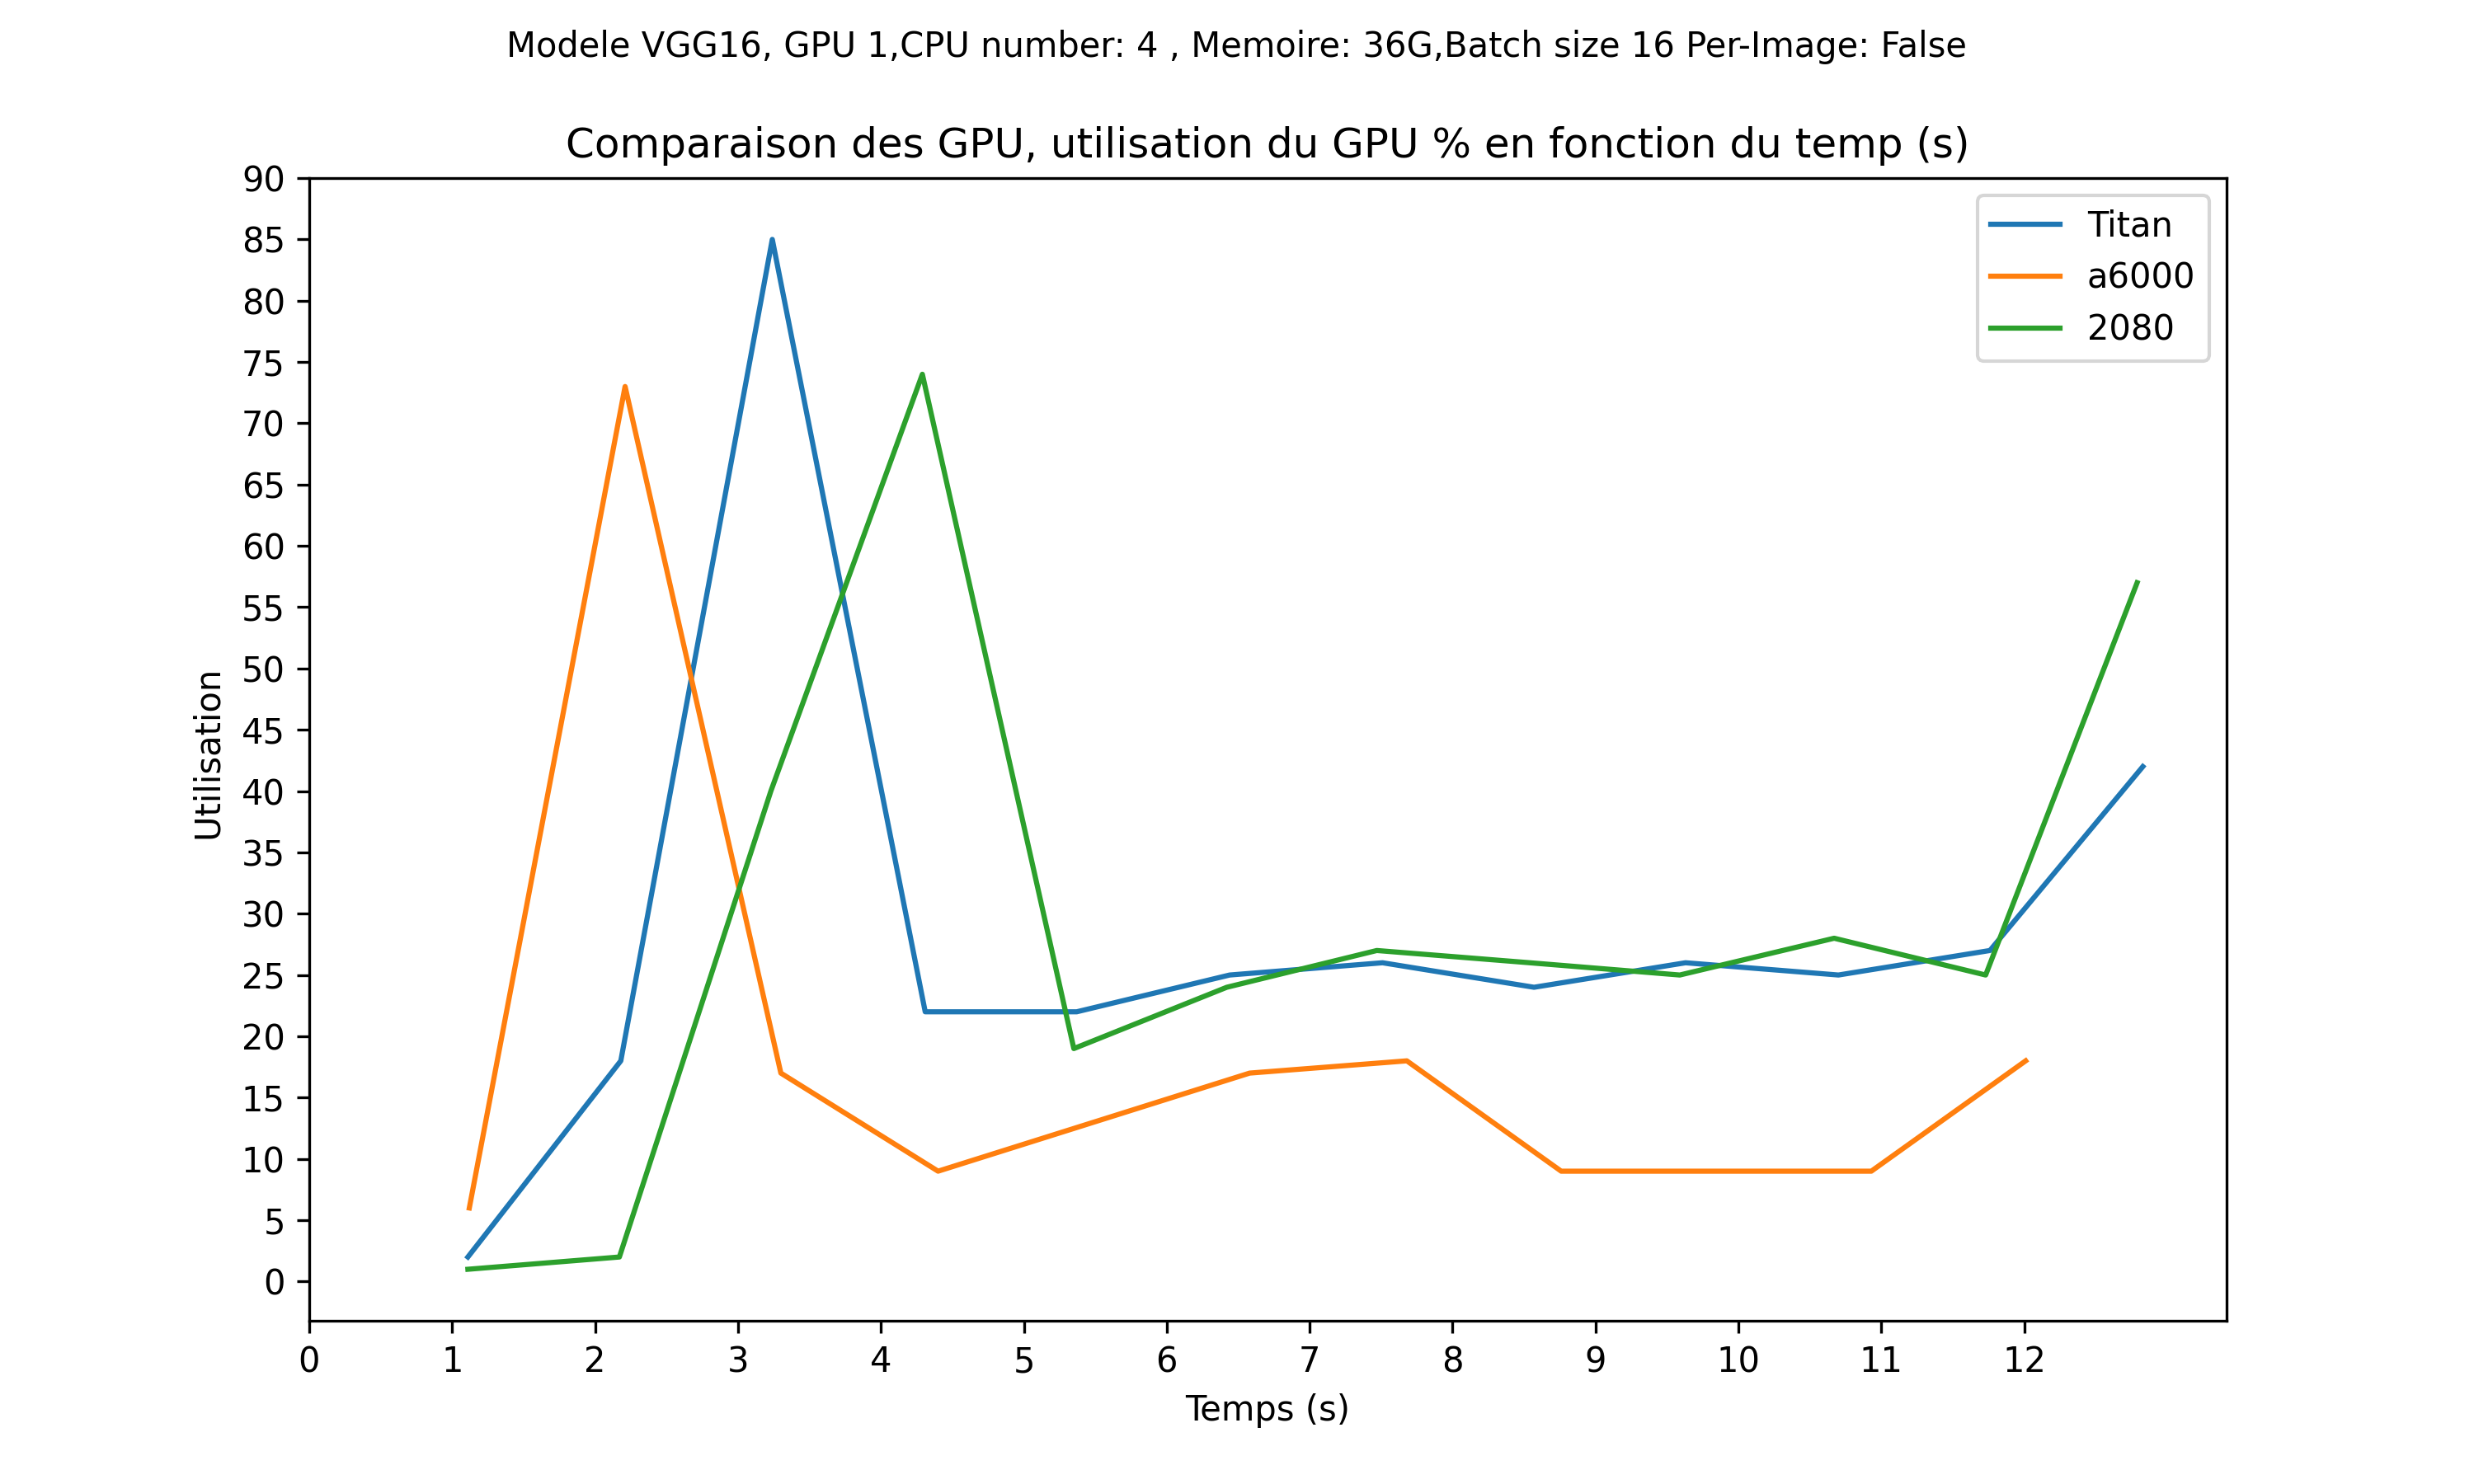 Modele VGG16, GPU 1,CPU number: 4 , Memoire: 36G,Batch size 16 Per-Image: False
Comparaison des GPU, utilisation du GPU % en fonction du temp (s)
Titan
a6000
2080
90
85
80
75
70
65
60
55
50
45
40
35
30
25
20
15
10
5
0
Utilisation
0 1 2 3 4 5 6 7 8 9 10 11 12
Temps (s)